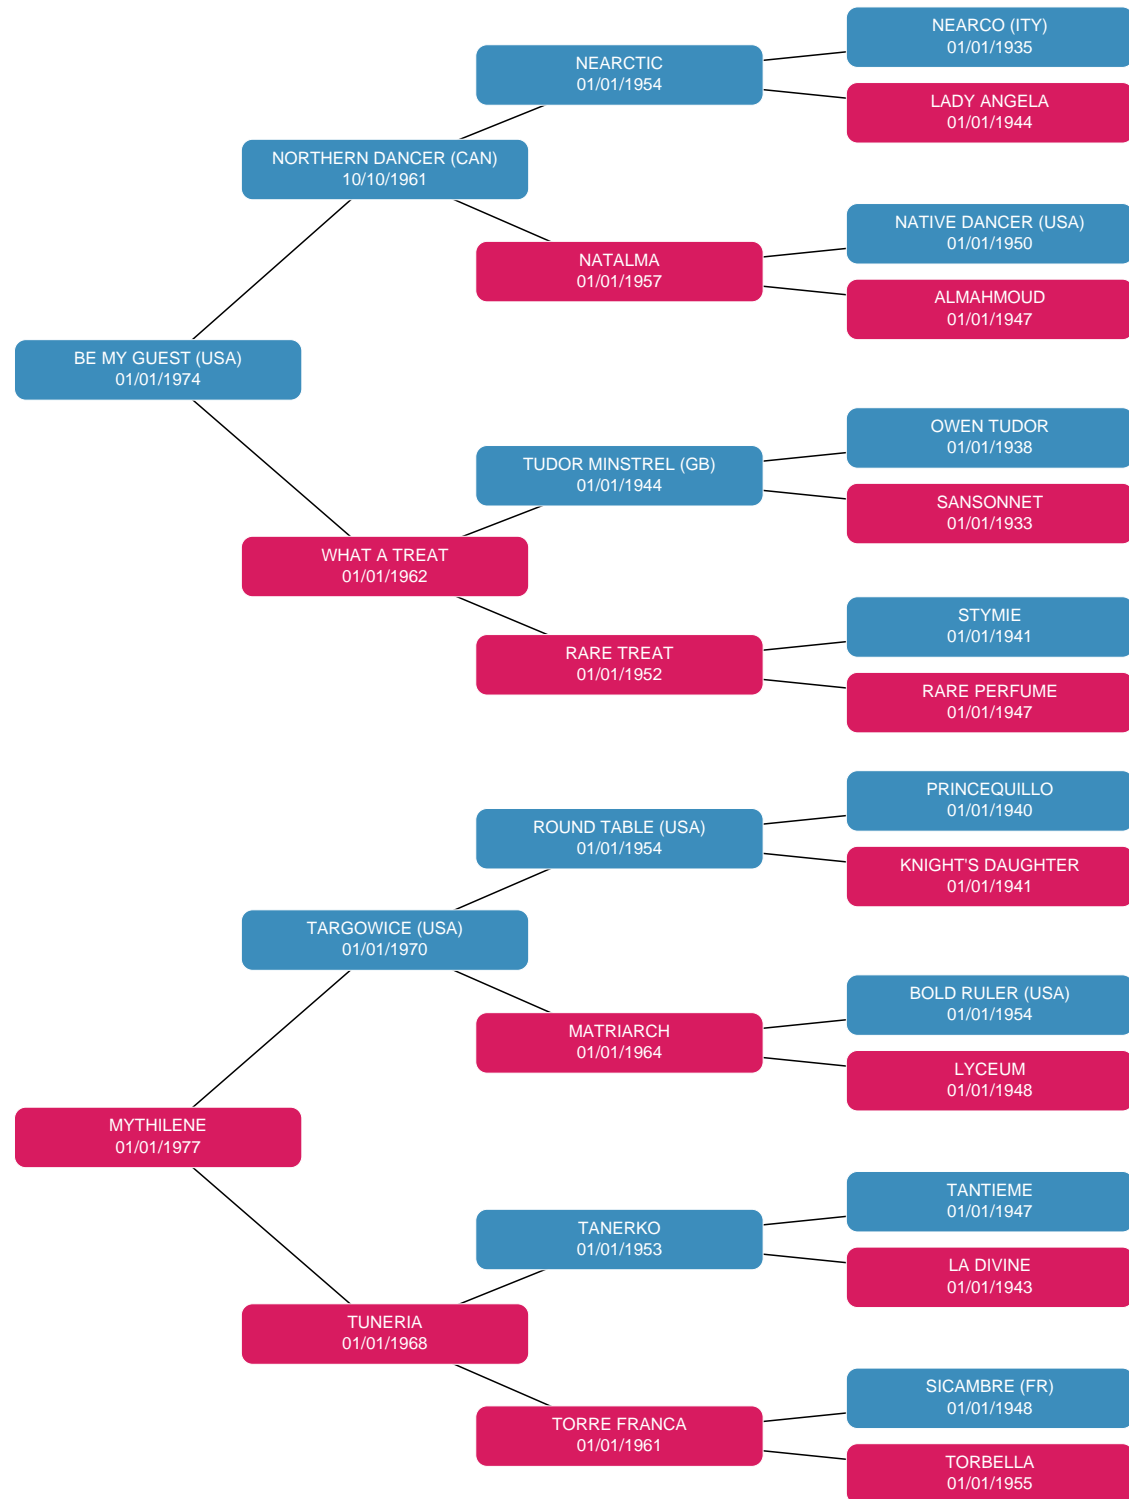 NEARCO (ITY)
01/01/1935
NEARCTIC
01/01/1954
LADY ANGELA
01/01/1944
NORTHERN DANCER (CAN)
10/10/1961
NATIVE DANCER (USA)
01/01/1950
NATALMA
01/01/1957
ALMAHMOUD
01/01/1947
BE MY GUEST (USA)
01/01/1974
OWEN TUDOR
01/01/1938
TUDOR MINSTREL (GB)
01/01/1944
SANSONNET
01/01/1933
WHAT A TREAT
01/01/1962
STYMIE
01/01/1941
RARE TREAT
01/01/1952
RARE PERFUME
01/01/1947
PRINCEQUILLO
01/01/1940
ROUND TABLE (USA)
01/01/1954
KNIGHT'S DAUGHTER
01/01/1941
TARGOWICE (USA)
01/01/1970
BOLD RULER (USA)
01/01/1954
MATRIARCH
01/01/1964
LYCEUM
01/01/1948
MYTHILENE
01/01/1977
TANTIEME
01/01/1947
TANERKO
01/01/1953
LA DIVINE
01/01/1943
TUNERIA
01/01/1968
SICAMBRE (FR)
01/01/1948
TORRE FRANCA
01/01/1961
TORBELLA
01/01/1955